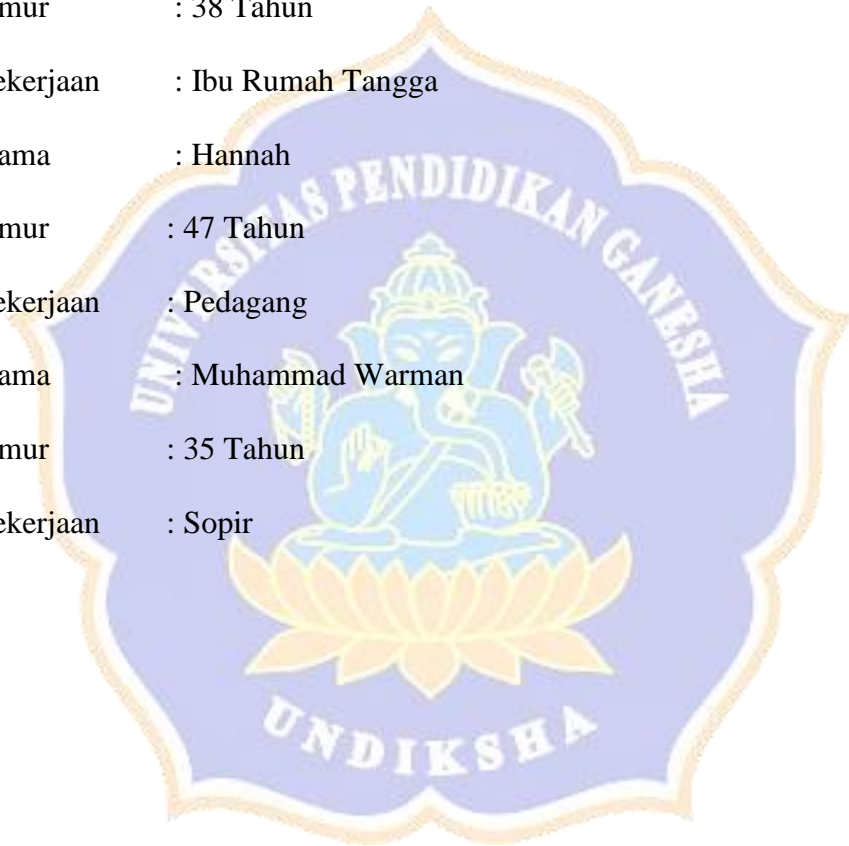 mur : 38 Tahun
ekerjaan : Ibu Rumah Tangga
ama : Hannah
mur : 47 Tahun
ekerjaan : Pedagang
ama : Muhammad Warman
mur : 35 Tahun
ekerjaan : Sopir
UNIVERSITAS PENDIDIKAN GANESHA
UNDIKSHA